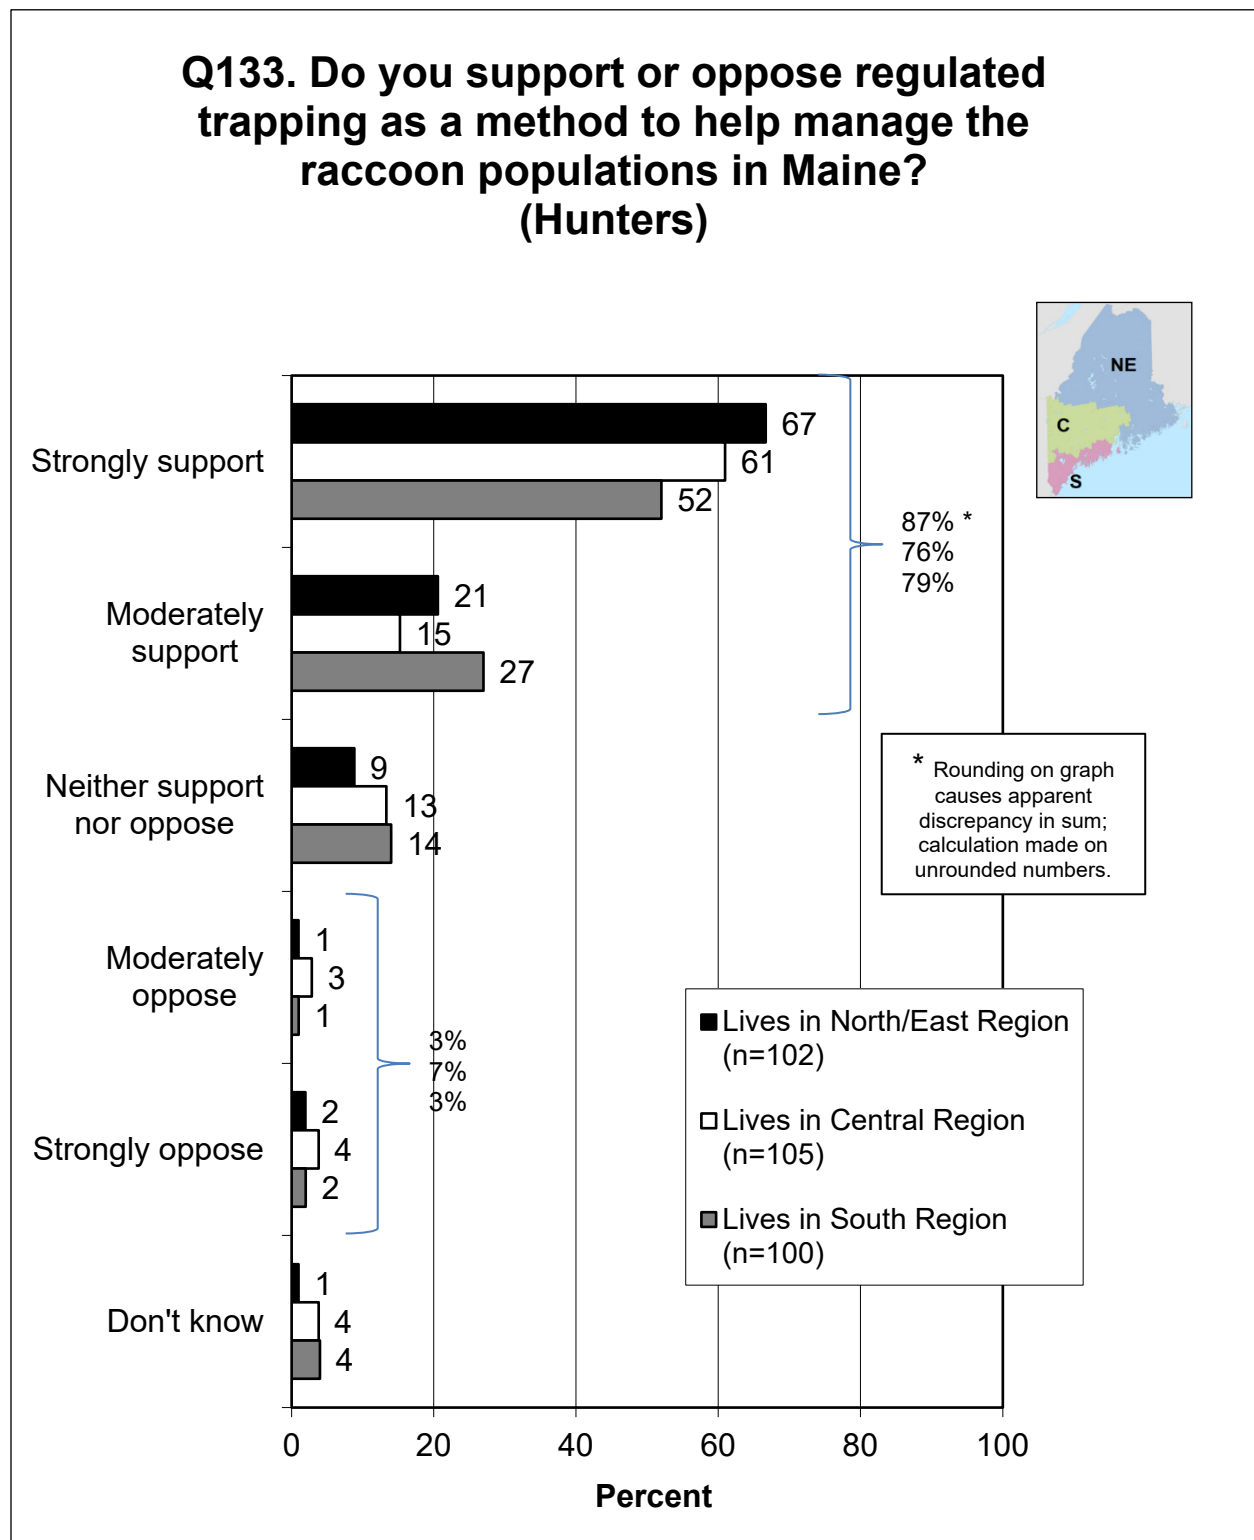 Q133. Do you support or oppose regulated
trapping as a method to help manage the
raccoon populations in Maine?
(Hunters)
NE
C
S
Strongly support
67
61
52
87% *
76%
79%
Moderately
support
21
15
27
Neither support
nor oppose
9
13
14
* Rounding on graph
causes apparent
discrepancy in sum;
calculation made on
unrounded numbers.
Moderately
oppose
1
3
1
3%
7%
3%
Strongly oppose
2
4
2
Don't know
1
4
4
Lives in North/East Region
(n=102)
Lives in Central Region
(n=105)
Lives in South Region
(n=100)
0 20 40 60 80 100
Percent